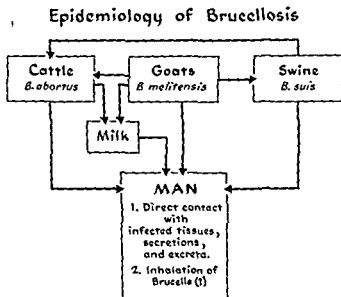 Epidemiology of Brucellosis
Cattle
B. abortus
Goats
B melitensis
Swine
B. suis
Milk
MAN
1. Direct contact
with
infected tissues,
secretions,
and excreta.
2. Inhalation of
Brucella (?)